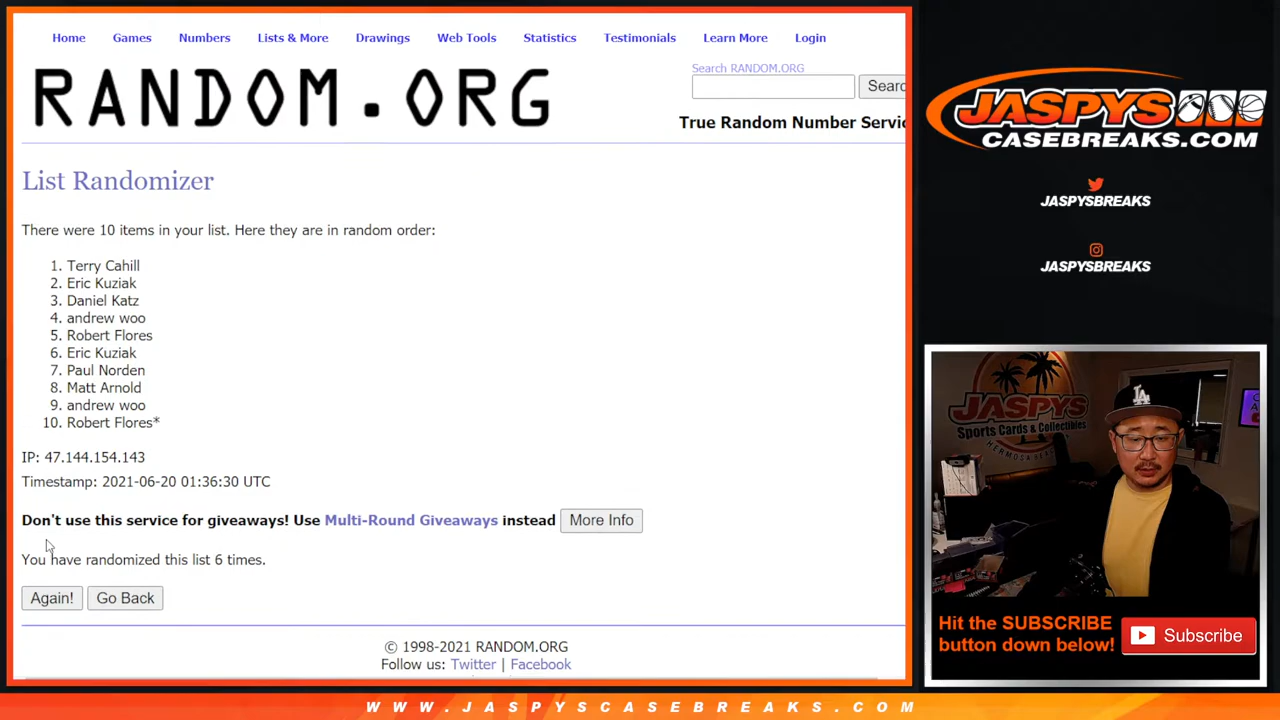 Home Games Numbers Lists & More Drawings Web Tools Statistics Testimonials Learn More Login
RANDOM.ORG
Search RANDOM.ORG
Searc
True Random Number Servic
List Randomizer
There were 10 items in your list. Here they are in random order:
1. Terry Cahill
2. Eric Kuziak
3. Daniel Katz
4. andrew woo
5. Robert Flores
6. Eric Kuziak
7. Paul Norden
8. Matt Arnold
9. andrew woo
10. Robert Flores*
IP: 47.144.154.143
Timestamp: 2021-06-20 01:36:30 UTC
Don't use this service for giveaways! Use Multi-Round Giveaways instead More Info
You have randomized this list 6 times.
Again! Go Back
© 1998-2021 RANDOM.ORG
Follow us: Twitter | Facebook
JASPYS
CASEBREAKS.COM
JASPYSBREAKS
JASPYSBREAKS
JASPYS
Sports Cards & Collectibles
HERMOSA BEA
LA
Hit the SUBSCRIBE
button down below!
Subscribe
WWW.JASPYSCASEBREAKS.COM